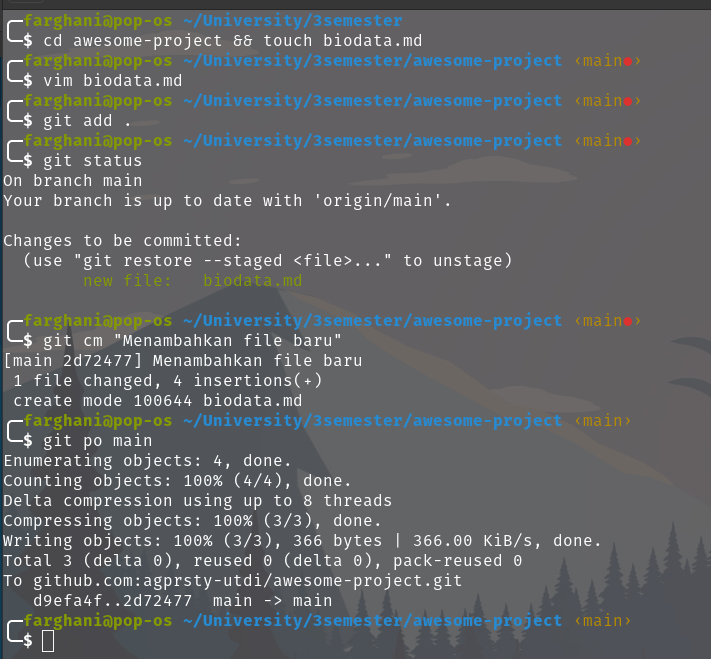 farghani@pop-os ~/University/3semester
$ cd awesome-project && touch biodata.md
farghani@pop-os ~/University/3semester/awesome-project ‹main●›
$ vim biodata.md
farghani@pop-os ~/University/3semester/awesome-project ‹main●›
$ git add .
farghani@pop-os ~/University/3semester/awesome-project ‹main●›
$ git status
On branch main
Your branch is up to date with 'origin/main'.
Changes to be committed:
(use "git restore --staged <file>..." to unstage)
new file:   biodata.md
farghani@pop-os ~/University/3semester/awesome-project ‹main●›
$ git cm "Menambahkan file baru"
[main 2d72477] Menambahkan file baru
1 file changed, 4 insertions(+)
create mode 100644 biodata.md
farghani@pop-os ~/University/3semester/awesome-project ‹main›
$ git po main
Enumerating objects: 4, done.
Counting objects: 100% (4/4), done.
Delta compression using up to 8 threads
Compressing objects: 100% (3/3), done.
Writing objects: 100% (3/3), 366 bytes | 366.00 KiB/s, done.
Total 3 (delta 0), reused 0 (delta 0), pack-reused 0
To github.com:agprsty-utdi/awesome-project.git
d9efa4f..2d72477  main -> main
farghani@pop-os ~/University/3semester/awesome-project ‹main›
$